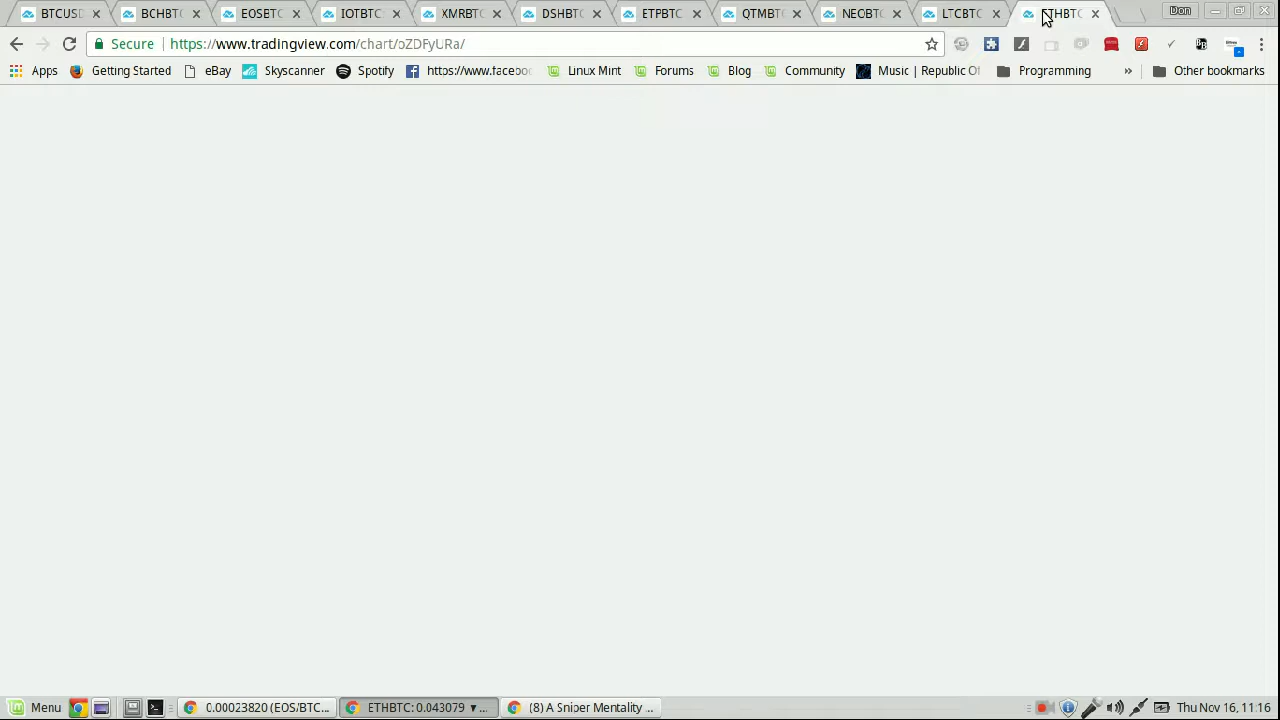 BTCUSD BCHBTC EOSETC IOTBTC XMRBTC DSHBTC ETPBTC QTMBTC NEOBTC LTCBTC THBTC Don
Secure https://www.tradingview.com/chart/oZDFyURa/
Apps Getting Started eBay Skyscanner Spotify https://www.faceboo Linux Mint Forums Blog Community Music | Republic Of Programming » Other bookmarks
Menu 0.00023820 (EOS/BTC... ETHBTC: 0.043079 ▼ ... (8) A Sniper Mentality ... Thu Nov 16, 11:16